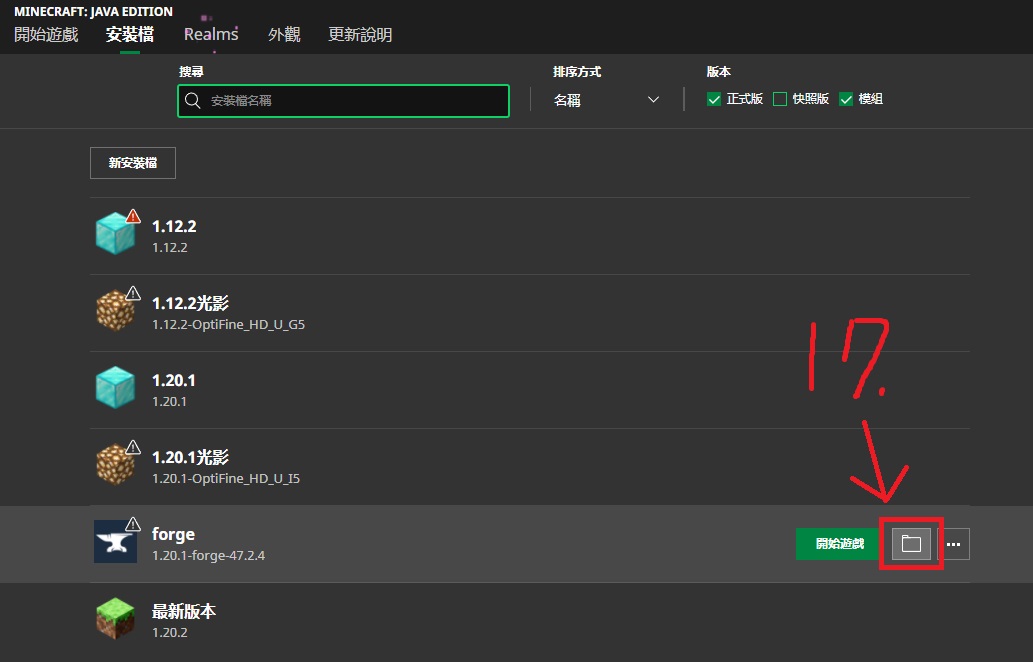 MINECRAFT: JAVA EDITION
開始遊戲 安裝檔 Realms 外觀 更新說明
搜尋 排序方式 版本
安裝檔名稱 名稱 正式版 快照版 模組
新安裝檔
1.12.2
1.12.2
1.12.2光影
1.12.2-OptiFine_HD_U_G5
1.20.1
1.20.1
!?
1.20.1光影
1.20.1-OptiFine_HD_U_I5
forge
1.20.1-forge-47.2.4
開始遊戲
最新版本
1.20.2